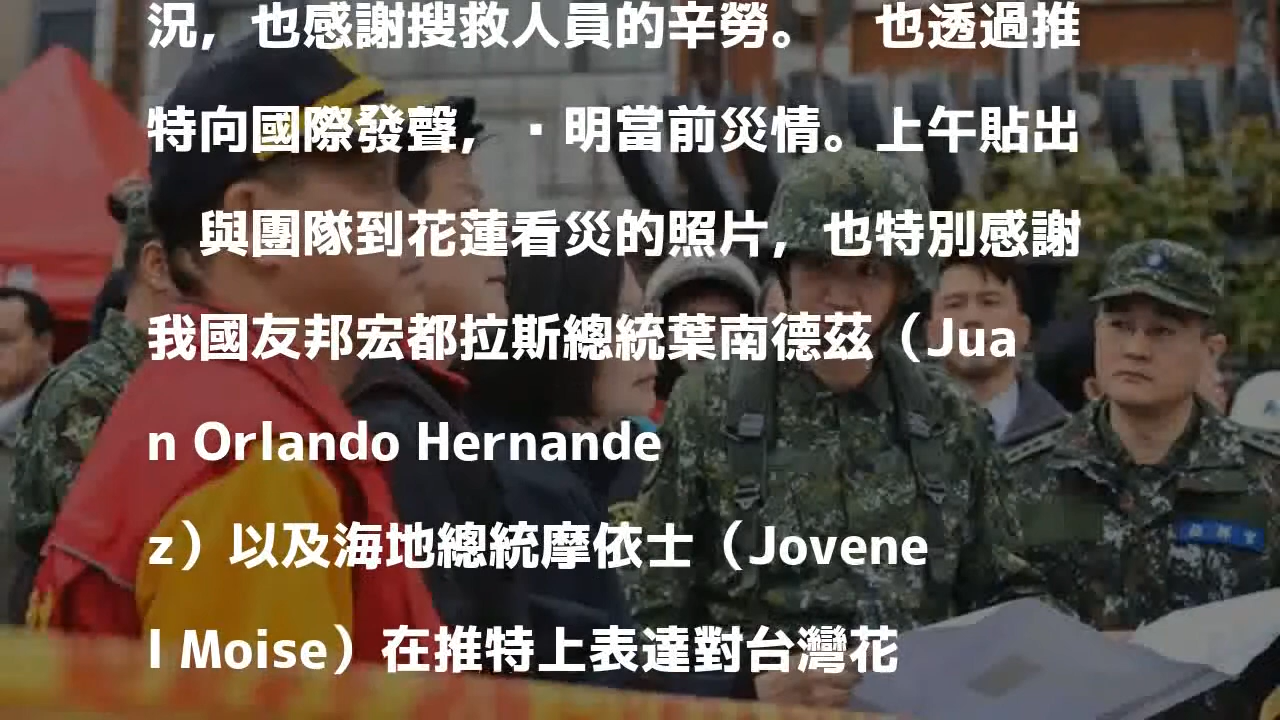 況，也感謝搜救人員的辛勞。　也透過推
特向國際發聲，▪明當前災情。上午貼出
　與團隊到花蓮看災的照片，也特別感謝
我國友邦宏都拉斯總統葉南德茲（Jua
n Orlando Hernande
z）以及海地總統摩依士（Jovene
l Moise）在推特上表達對台灣花